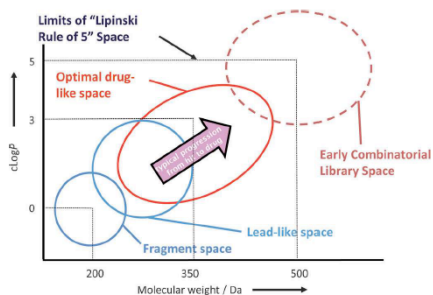 Limits of “Lipinski
Rule of 5” Space
5
Optimal drug-
like space
3
Typical progression
from hit to drug
Early Combinatorial
Library Space
cLogP
0
Lead-like space
Fragment space
200
350
500
Molecular weight / Da